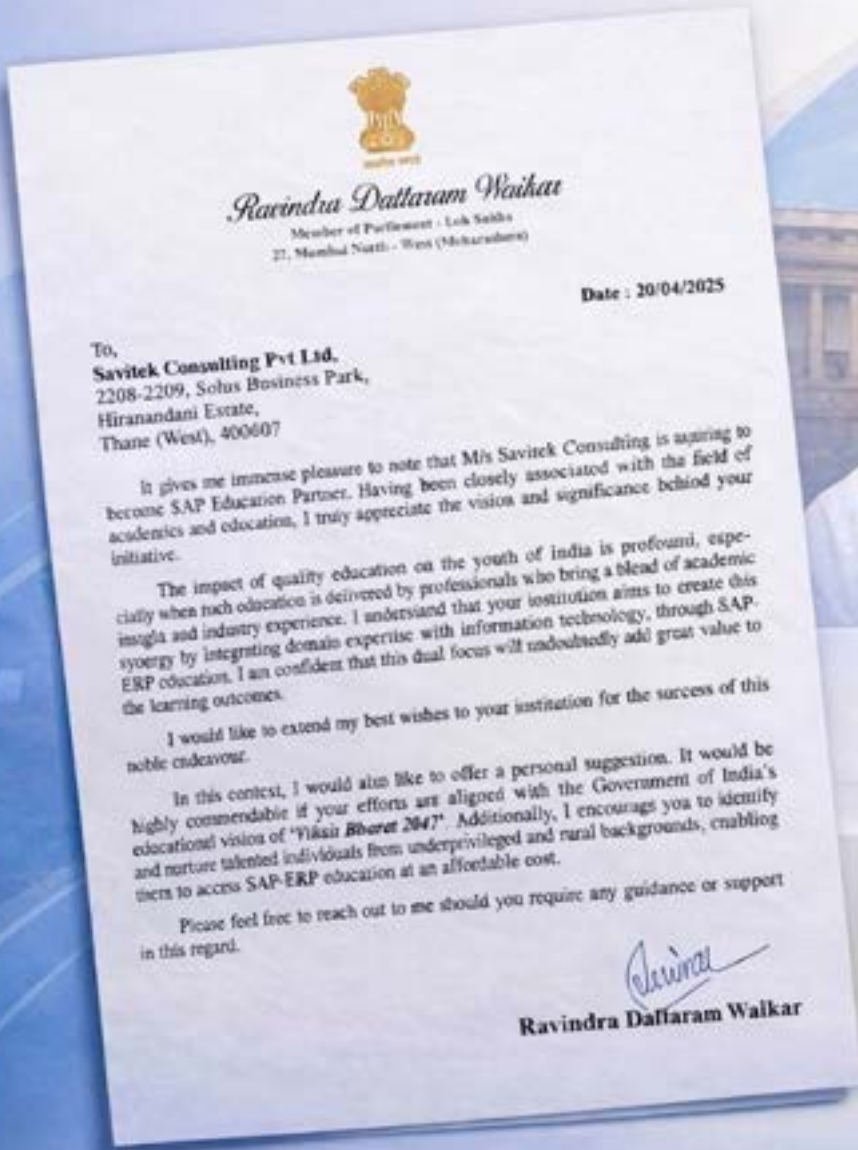 Ravindra Dattaram Waikar
Member of Parliament - Lok Sabha
27, Mumbai North - West (Maharashtra)
Date : 20/04/2025
To,
Savitek Consulting Pvt Ltd,
2208-2209, Solus Business Park,
Hiranandani Estate,
Thane (West), 400607
It gives me immense pleasure to note that M/s Savitek Consulting is aspiring to
become SAP Education Partner. Having been closely associated with the field of
academics and education, I truly appreciate the vision and significance behind your
initiative.
The impact of quality education on the youth of India is profound, espe-
cially when such education is delivered by professionals who bring a blend of academic
and industry experience. I understand that your institution aims to create this
synergy by integrating domain expertise with information technology, through SAP-
ERP education. I am confident that this dual focus will undoubtedly add great value to
the learning outcomes.
I would like to extend my best wishes to your institution for the success of this
noble endeavour.
In this context, I would also like to offer a personal suggestion. It would be
highly commendable if your efforts are aligned with the Government of India's
educational vision of 'Viksit Bharat 2047'. Additionally, I encourage you to identify
and nurture talented individuals from underprivileged and rural backgrounds, enabling
them to access SAP-ERP education at an affordable cost.
Please feel free to reach out to me should you require any guidance or support
in this regard.
Ravindra Dattaram Waikar